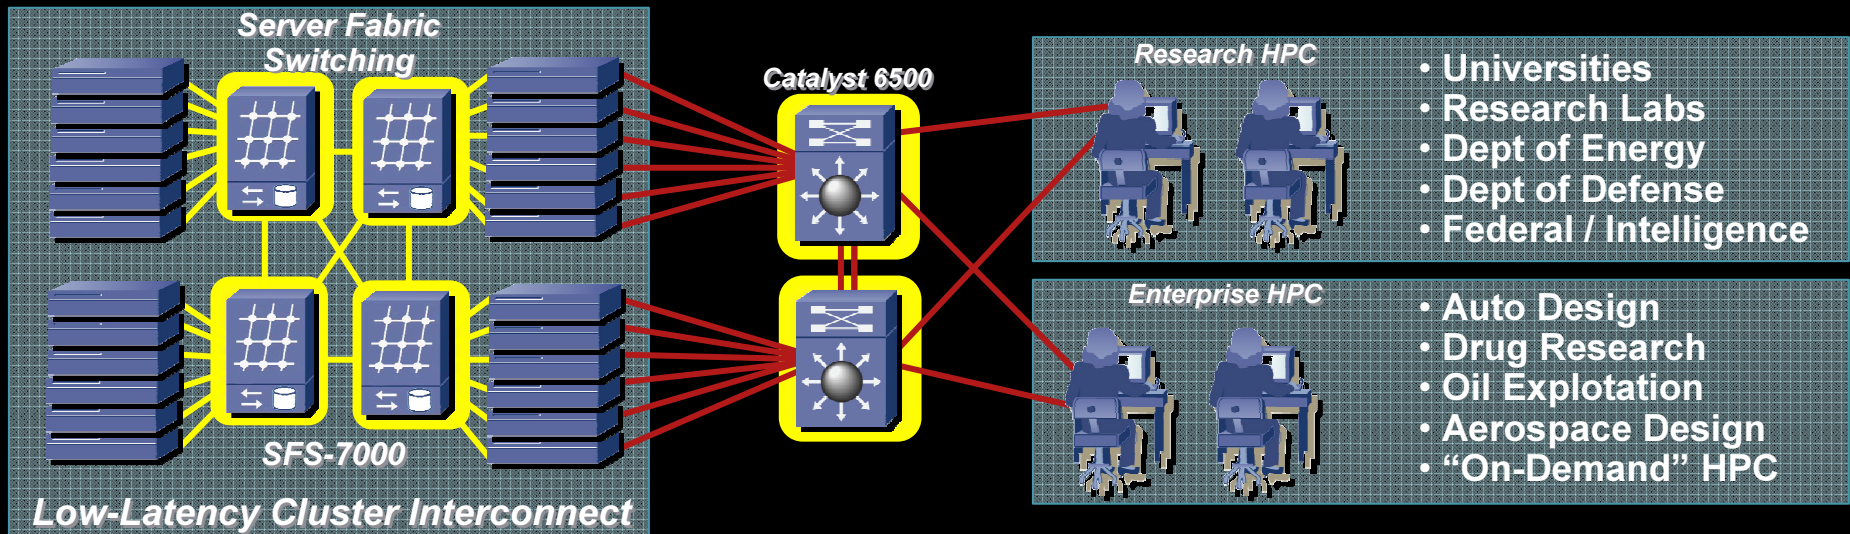 Server Fabric
Switching
SFS-7000
Low-Latency Cluster Interconnect
Catalyst 6500
Research HPC
• Universities
• Research Labs
• Dept of Energy
• Dept of Defense
• Federal / Intelligence
Enterprise HPC
• Auto Design
• Drug Research
• Oil Explotation
• Aerospace Design
• “On-Demand” HPC